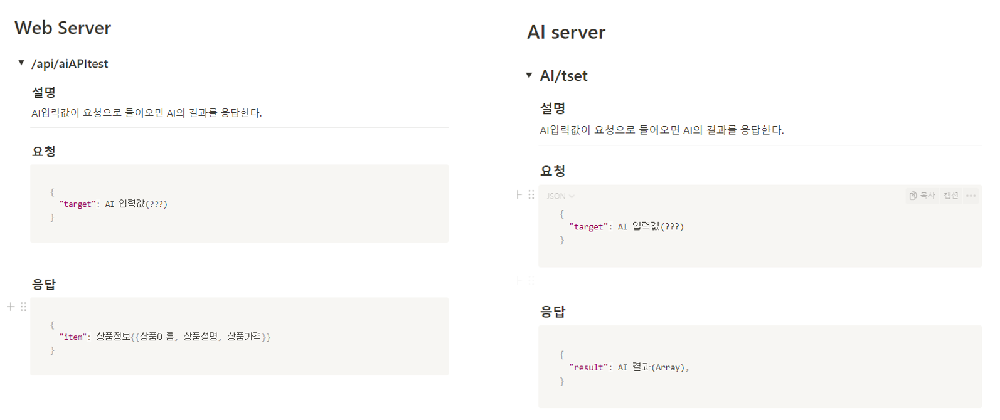 Web Server
/api/aiAPItest
설명
AI입력값이 요청으로 들어오면 AI의 결과를 응답한다.
요청
{
"target": AI 입력값(???)
}
응답
{
"item": 상품정보{{상품이름, 상품설명, 상품가격}}
}
AI server
AI/tset
설명
AI입력값이 요청으로 들어오면 AI의 결과를 응답한다.
요청
JSON 복사 캡션
{
"target": AI 입력값(???)
}
응답
{
"result": AI 결과(Array),
}